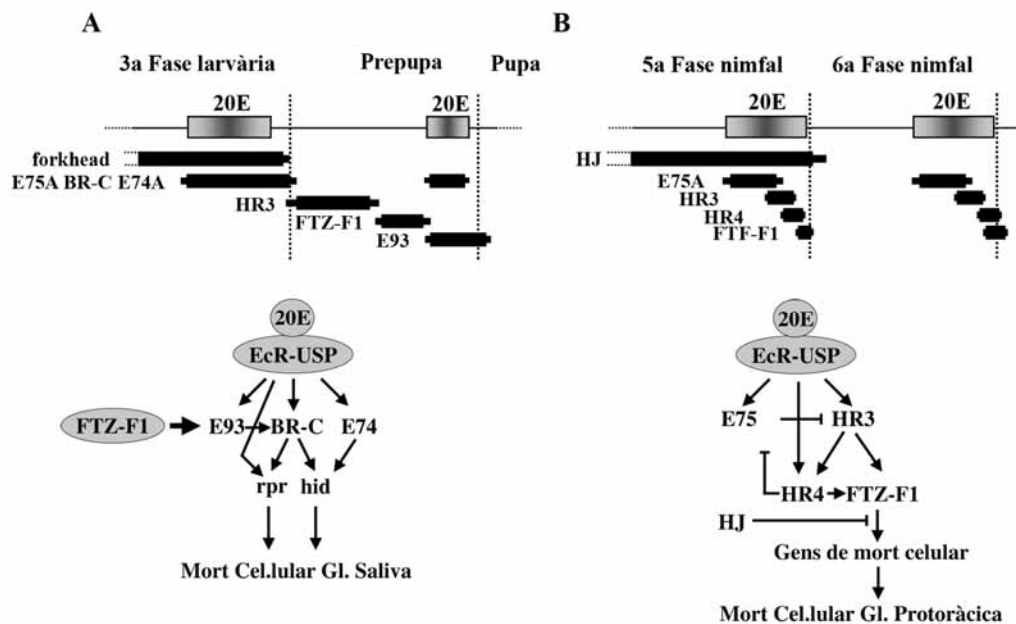 A
3a Fase larvària
Prepupa
Pupa
20E
20E
forkhead
E75A BR-C E74A
HR3
FTZ-F1
E93
20E
EcR-USP
FTZ-F1
E93
BR-C
E74
rpr
hid
Mort Cel.lular Gl. Saliva
B
5a Fase nimfal
6a Fase nimfal
20E
20E
HJ
E75A
HR3
HR4
FTF-F1
20E
EcR-USP
E75
HR3
HR4
FTZ-F1
HJ
Gens de mort celular
Mort Cel.lular Gl. Protoràcica